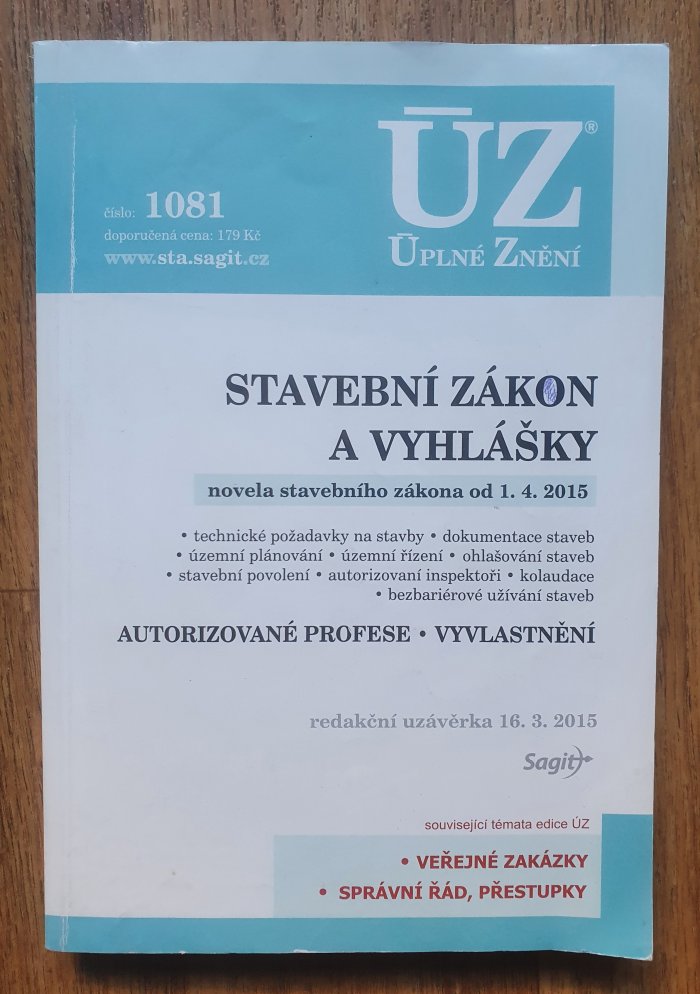 ŪZ®
ŪPLNÉ ZNĚNÍ
číslo: 1081
doporučená cena: 179 Kč
www.sta.sagit.cz
STAVEBNÍ ZÁKON
A VYHLÁŠKY
novela stavebního zákona od 1. 4. 2015
• technické požadavky na stavby • dokumentace staveb
• územní plánování • územní řízení • ohlašování staveb
• stavební povolení • autorizovaní inspektoři • kolaudace
• bezbariérové užívání staveb
AUTORIZOVANÉ PROFESE • VYVLASTNĚNÍ
redakční uzávěrka 16. 3. 2015
Sagit
související témata edice ÚZ
• VEŘEJNÉ ZAKÁZKY
• SPRÁVNÍ ŘÁD, PŘESTUPKY